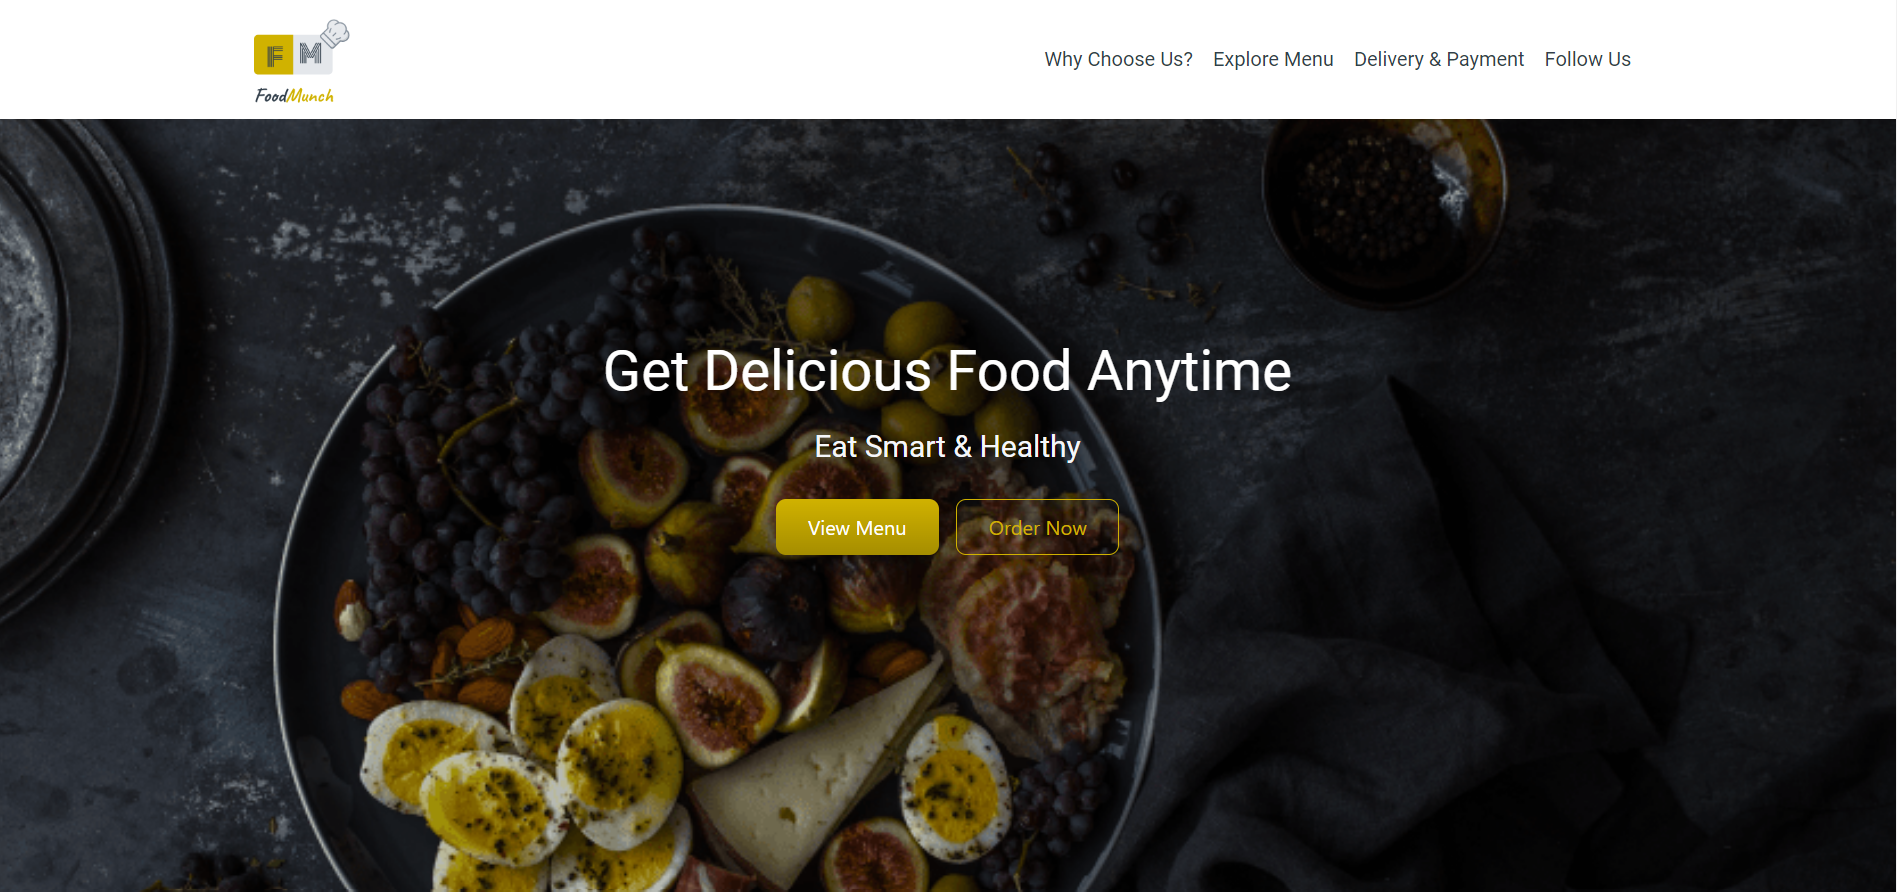 FM
FoodMunch
Why Choose Us? Explore Menu Delivery & Payment Follow Us
Get Delicious Food Anytime
Eat Smart & Healthy
View Menu Order Now